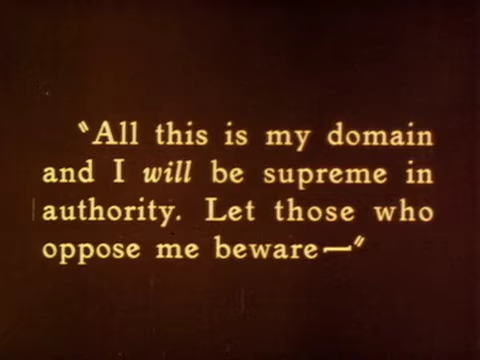 "All this is my domain
and I will be supreme in
authority. Let those who
oppose me beware—"